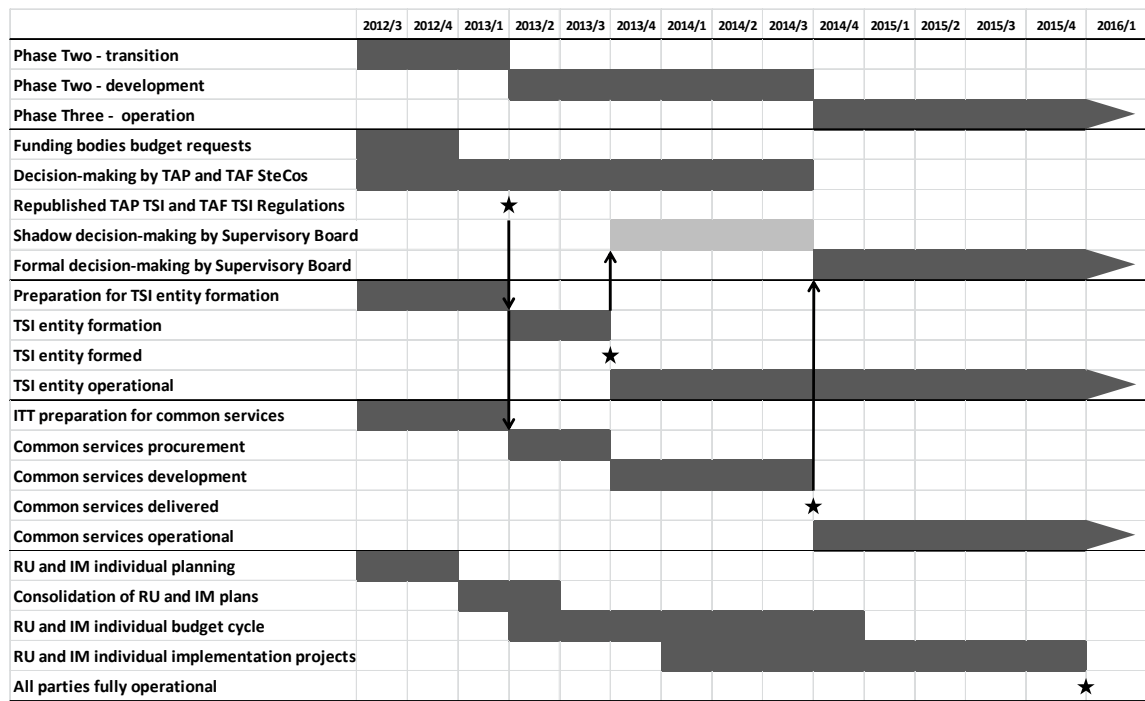 2012/3 2012/4 2013/1 2013/2 2013/3 2013/4 2014/1 2014/2 2014/3 2014/4 2015/1 2015/2 2015/3 2015/4 2016/1
Phase Two - transition
Phase Two - development
Phase Three - operation
Funding bodies budget requests
Decision-making by TAP and TAF SteCos
Republished TAP TSI and TAF TSI Regulations
Shadow decision-making by Supervisory Board
Formal decision-making by Supervisory Board
Preparation for TSI entity formation
TSI entity formation
TSI entity formed
TSI entity operational
ITT preparation for common services
Common services procurement
Common services development
Common services delivered
Common services operational
RU and IM individual planning
Consolidation of RU and IM plans
RU and IM individual budget cycle
RU and IM individual implementation projects
All parties fully operational